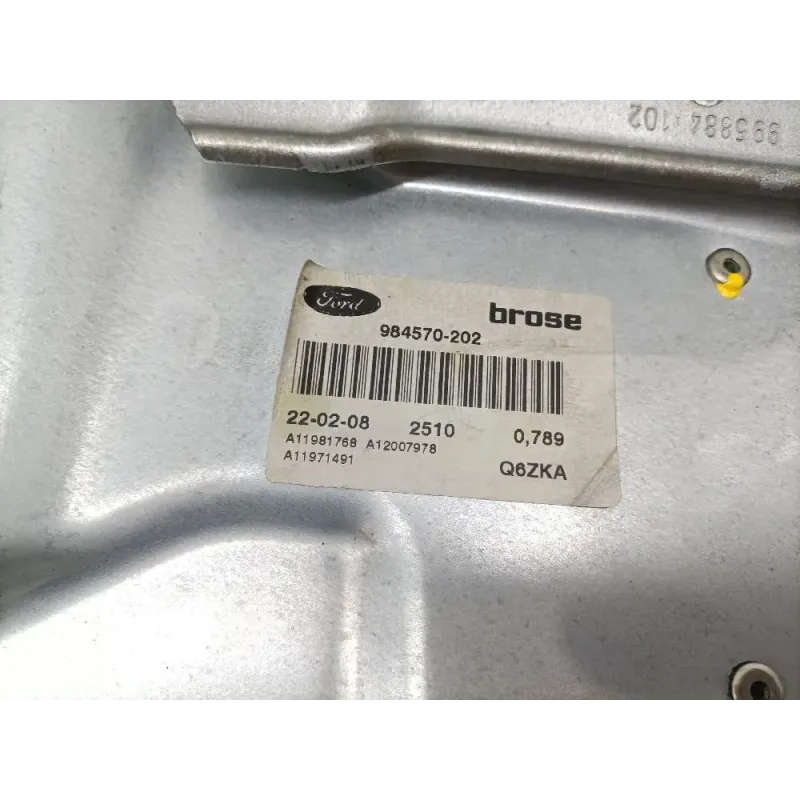 995884 102
Ford
brose
984570-202
22-02-08 2510 0,789
A11981768 A12007978
A11971491
Q6ZKA